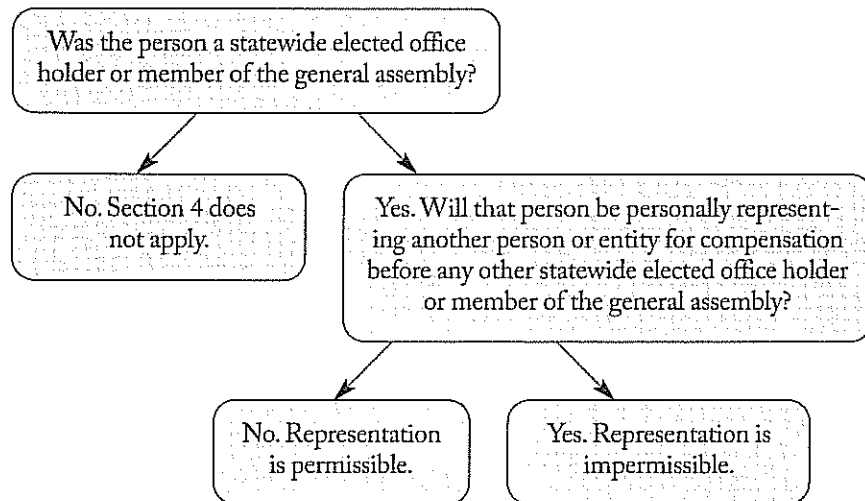 Was the person a statewide elected office
holder or member of the general assembly?
No. Section 4 does
not apply.
Yes. Will that person be personally represent-
ing another person or entity for compensation
before any other statewide elected office holder
or member of the general assembly?
No. Representation
is permissible.
Yes. Representation is
impermissible.